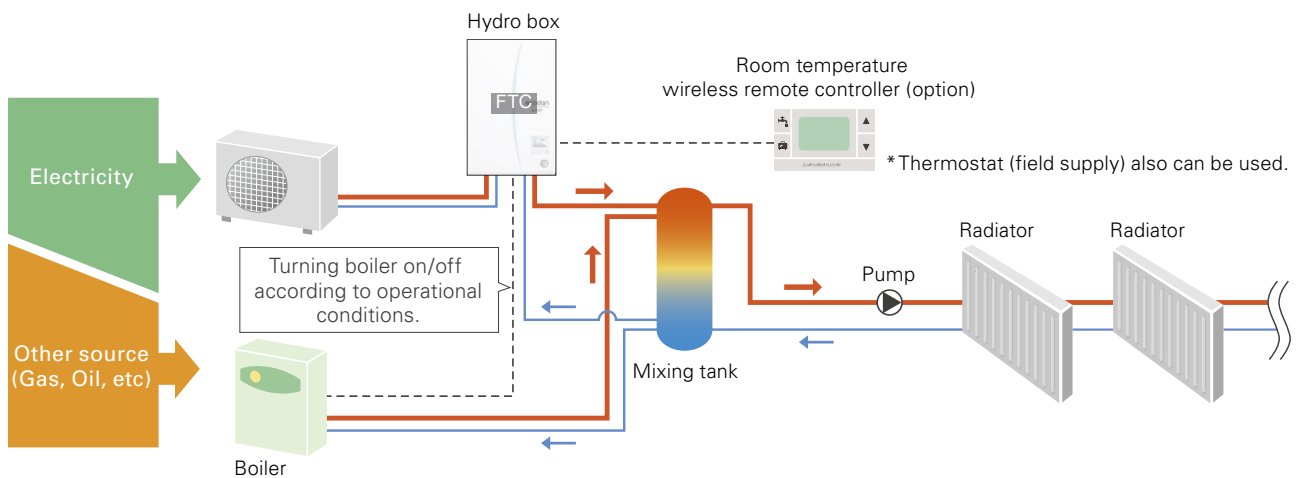 Hydro box
FTC
Room temperature
wireless remote controller (option)
* Thermostat (field supply) also can be used.
Electricity
Turning boiler on/off
according to operational
conditions.
Radiator
Radiator
Pump
Other source
(Gas, Oil, etc)
Mixing tank
Boiler